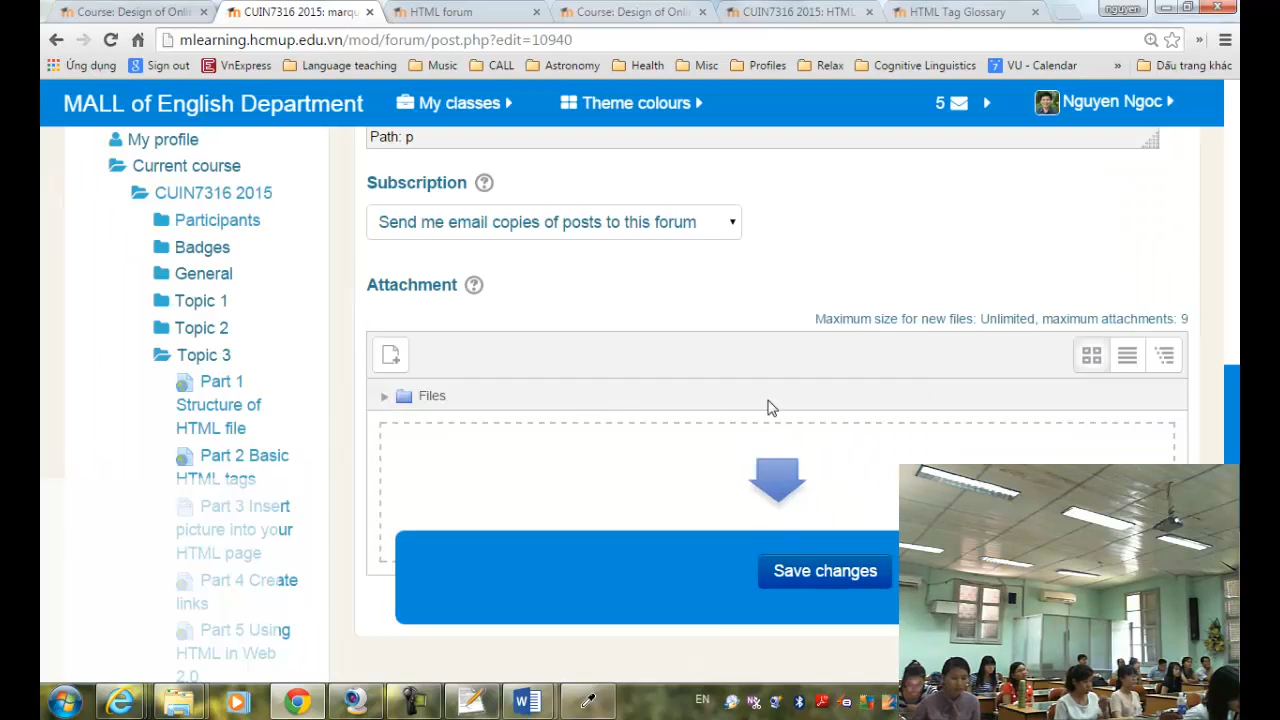 Course: Design of Onli
CUIN7316 2015: marqu
HTML forum
Course: Design of Onli
CUIN7316 2015: HTML
HTML Tag Glossary
nguyen
mlearning.hcmup.edu.vn/mod/forum/post.php?edit=10940
Ứng dụng
Sign out
VnExpress
Language teaching
Music
CALL
Astronomy
Health
Misc
Profiles
Relax
Cognitive Linguistics
VU - Calendar
»
Dấu trang khác
MALL of English Department
My classes
Theme colours
5
Nguyen Ngoc
My profile
Current course
CUIN7316 2015
Participants
Badges
General
Topic 1
Topic 2
Topic 3
Part 1
Structure of
HTML file
Part 2 Basic
HTML tags
Part 3 Insert
picture into your
HTML page
Part 4 Create
links
Part 5 Using
HTML in Web
2.0
Path: p
Subscription
Send me email copies of posts to this forum
Attachment
Maximum size for new files: Unlimited, maximum attachments: 9
Files
Save changes
EN